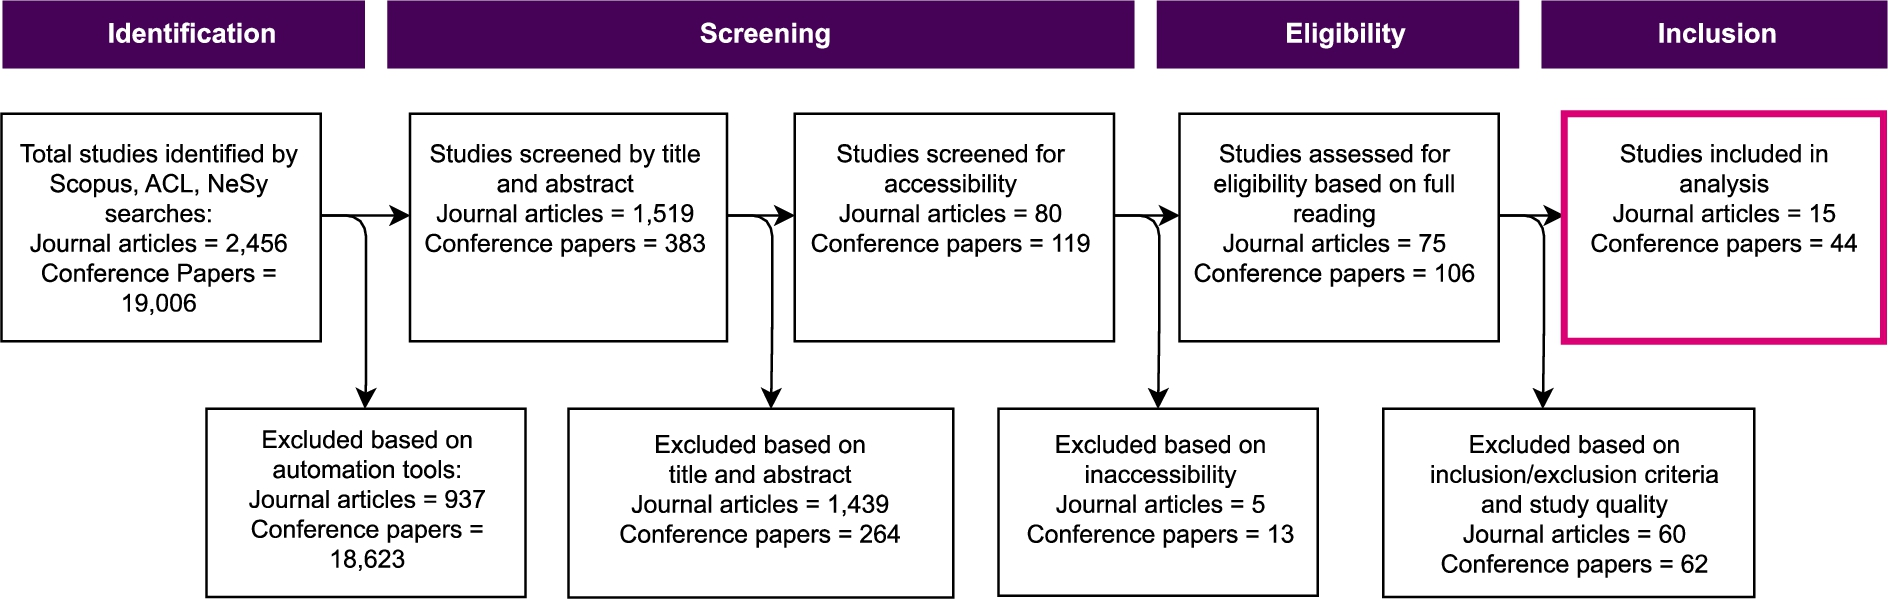 Identification
Screening
Eligibility
Inclusion
Total studies identified by
Scopus, ACL, NeSy
searches:
Journal articles = 2,456
Conference Papers =
19,006
Studies screened by title
and abstract
Journal articles = 1,519
Conference papers = 383
Studies screened for
accessibility
Journal articles = 80
Conference papers = 119
Studies assessed for
eligibility based on full
reading
Journal articles = 75
Conference papers = 106
Studies included in
analysis
Journal articles = 15
Conference papers = 44
Excluded based on
automation tools:
Journal articles = 937
Conference papers =
18,623
Excluded based on
title and abstract
Journal articles = 1,439
Conference papers = 264
Excluded based on
inaccessibility
Journal articles = 5
Conference papers = 13
Excluded based on
inclusion/exclusion criteria
and study quality
Journal articles = 60
Conference papers = 62